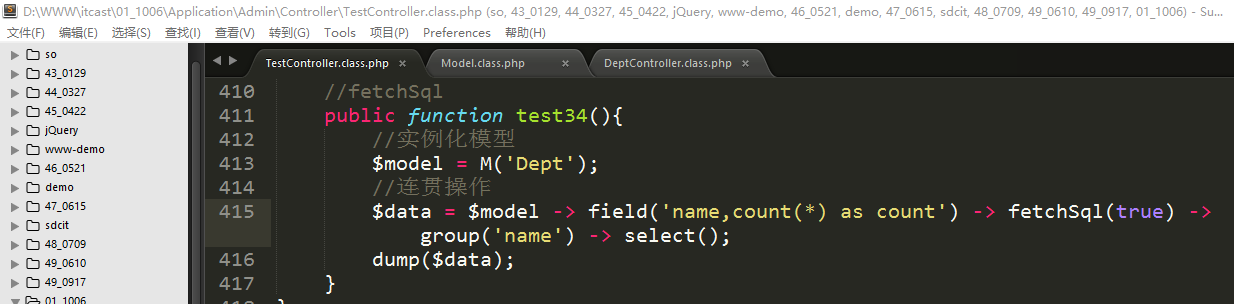 D:\WWW\itcast\01_1006\Application\Admin\Controller\TestController.class.php (so, 43_0129, 44_0327, 45_0422, jQuery, www-demo, 46_0521, demo, 47_0615, sdcit, 48_0709, 49_0610, 49_0917, 01_1006) - Su...
文件(F) 编辑(E) 选择(S) 查找(I) 查看(V) 转到(G) Tools 项目(P) Preferences 帮助(H)
so
43_0129
44_0327
45_0422
jQuery
www-demo
46_0521
demo
47_0615
sdcit
48_0709
49_0610
49_0917
01_1006
TestController.class.php × Model.class.php × DeptController.class.php ×
410 //fetchSql
411 public function test34(){
412 //实例化模型
413 $model = M('Dept');
414 //连贯操作
415 $data = $model -> field('name,count(*) as count') -> fetchSql(true) ->
group('name') -> select();
416 dump($data);
417 }